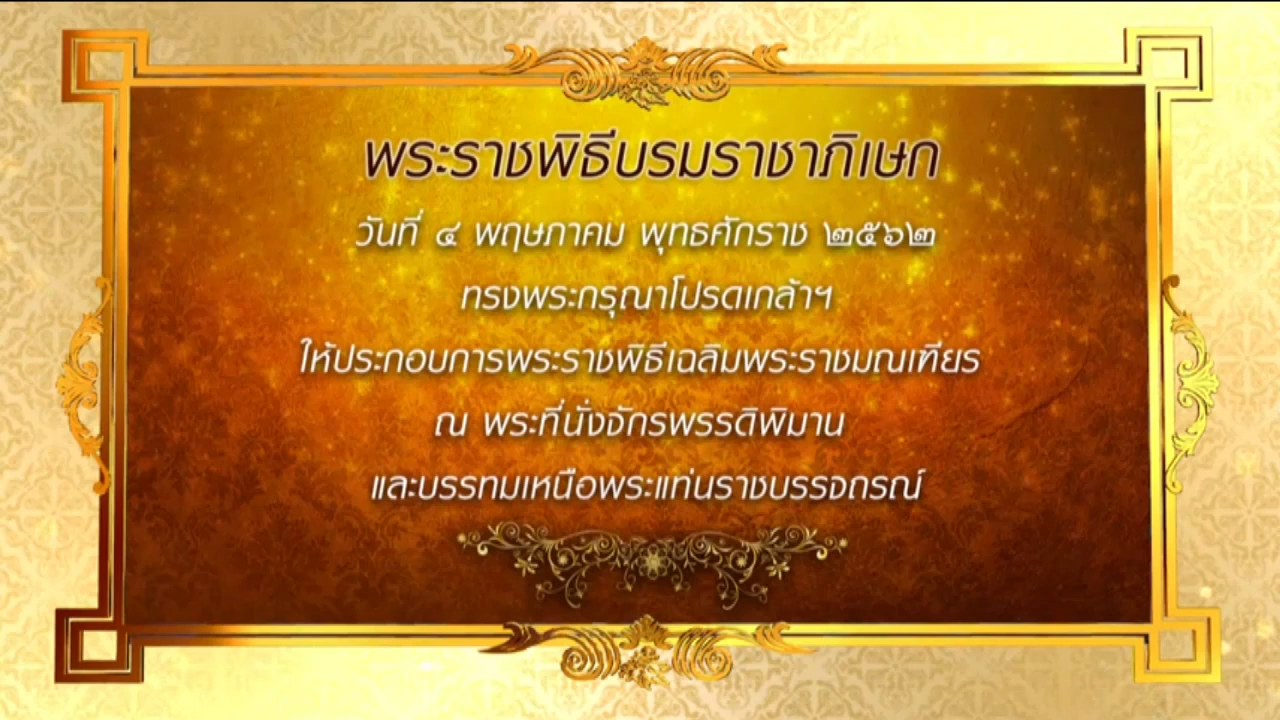 พระราชพิธีบรมราชาภิเษก
วันที่ ๔ พฤษภาคม พุทธศักราช ๒๕๖๒
ทรงพระกรุณาโปรดเกล้าฯ
ให้ประกอบการพระราชพิธีเฉลิมพระราชมณเฑียร
ณ พระที่นั่งจักรพรรดิพิมาน
และบรรทมเหนือพระแท่นราชบรรจถรณ์